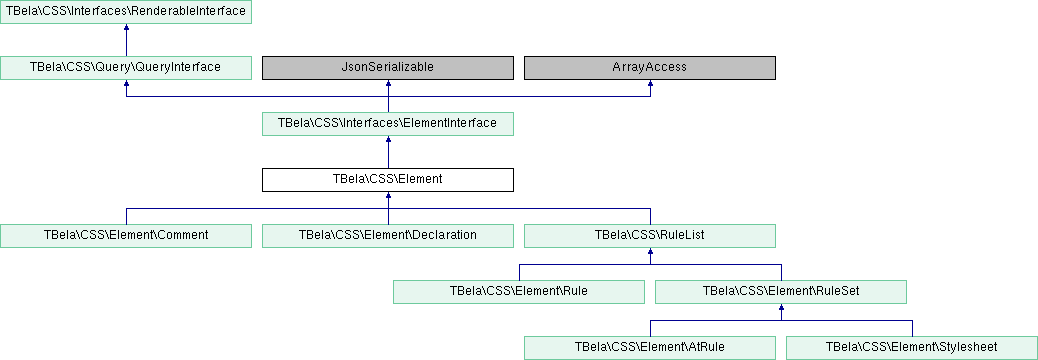 TBela\CSS\Interfaces\RenderableInterface
TBela\CSS\Query\QueryInterface
JsonSerializable
ArrayAccess
TBela\CSS\Interfaces\ElementInterface
TBela\CSS\Element
TBela\CSS\Element\Comment
TBela\CSS\Element\Declaration
TBela\CSS\RuleList
TBela\CSS\Element\Rule
TBela\CSS\Element\RuleSet
TBela\CSS\Element\AtRule
TBela\CSS\Element\Stylesheet